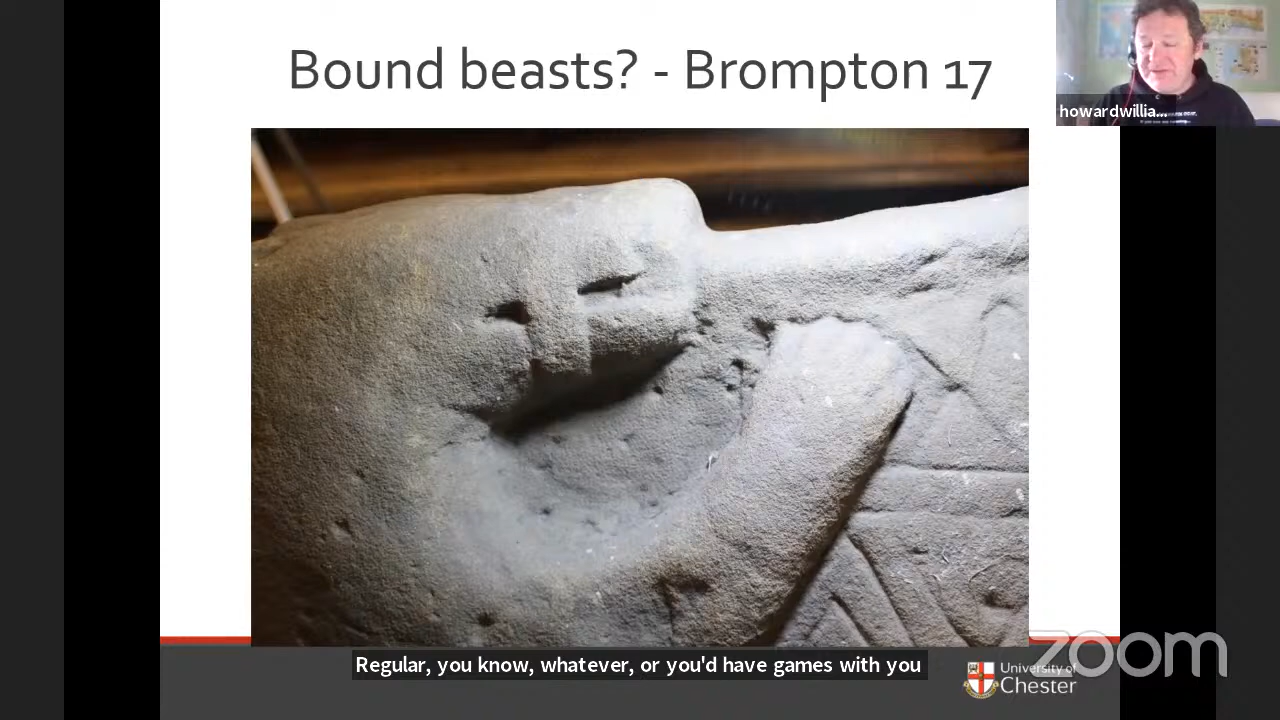 Bound beasts? - Brompton 17
howardwillia...
Regular, you know, whatever, or you'd have games with you
University of
Chester
zoom